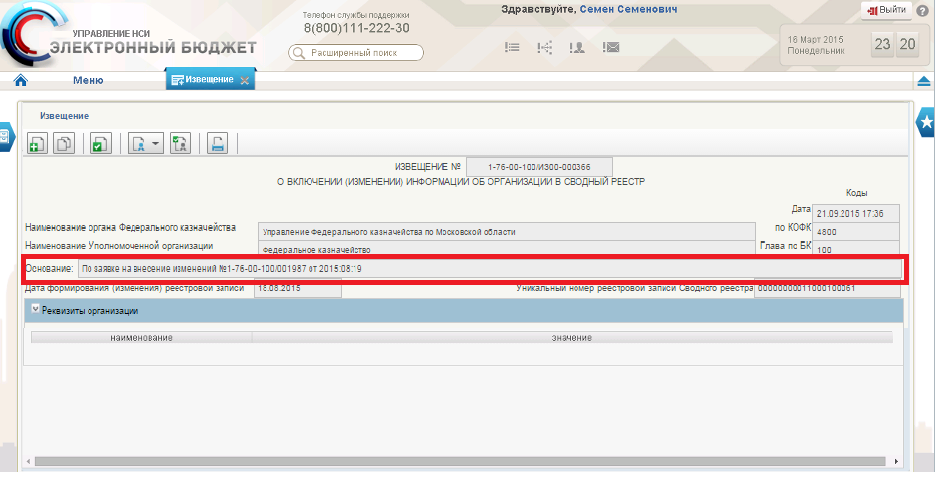 Телефон службы поддержки
8(800)111-222-30
Здравствуйте, Семен Семенович
Выйти
УПРАВЛЕНИЕ НСИ
ЭЛЕКТРОННЫЙ БЮДЖЕТ
Расширенный поиск
16 Март 2015
Понедельник
23 20
Меню
Извещение
Извещение
ИЗВЕЩЕНИЕ № 1-76-00-100/И300-000366
О ВКЛЮЧЕНИИ (ИЗМЕНЕНИИ) ИНФОРМАЦИИ ОБ ОРГАНИЗАЦИИ В СВОДНЫЙ РЕЕСТР
Коды
Дата 21.09.2015 17:36
Наименование органа Федерального казначейства Управление Федерального казначейства по Московской области по КОФК 4800
Наименование Уполномоченной организации Федеральное казначейство Глава по БК 100
Основание: По заявке на внесение изменений №1-76-00-100/001987 от
Дата формирования (изменения) реестровой записи 18.08.2015 Уникальный номер реестровой записи Сводного реестра
Реквизиты организации
наименование значение